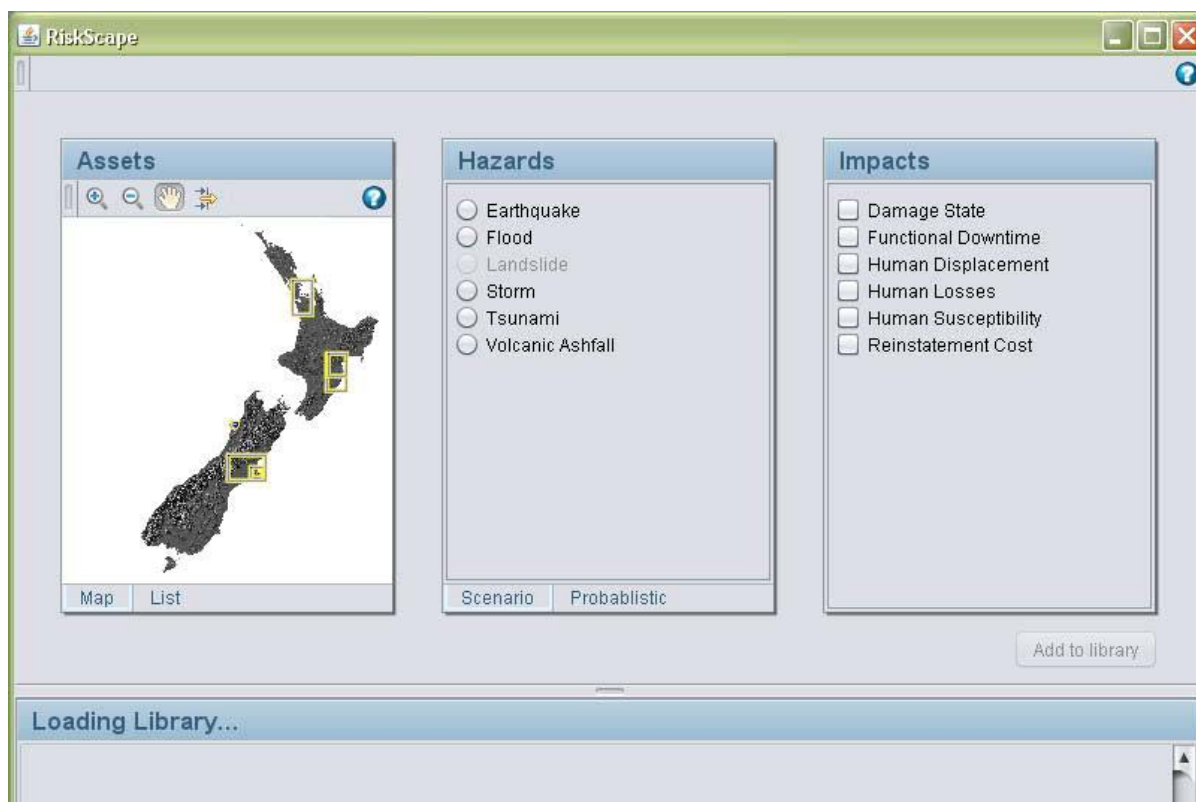 RiskScape
Assets
Map List
Hazards
Earthquake
Flood
Landslide
Storm
Tsunami
Volcanic Ashfall
Scenario Probablistic
Impacts
Damage State
Functional Downtime
Human Displacement
Human Losses
Human Susceptibility
Reinstatement Cost
Add to library
Loading Library...